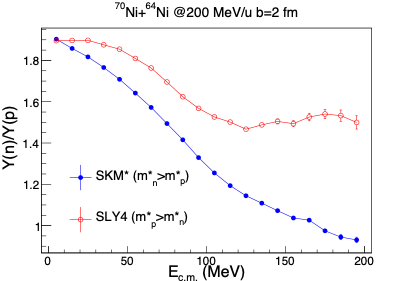 ⁷⁰Ni+⁶⁴Ni @200 MeV/u b=2 fm
Y(n)/Y(p)
1.8
1.6
1.4
1.2
1
SKM* (m*ₙ>m*ₚ)
SLY4 (m*ₚ>m*ₙ)
0 50 100 150 200
E_c.m. (MeV)